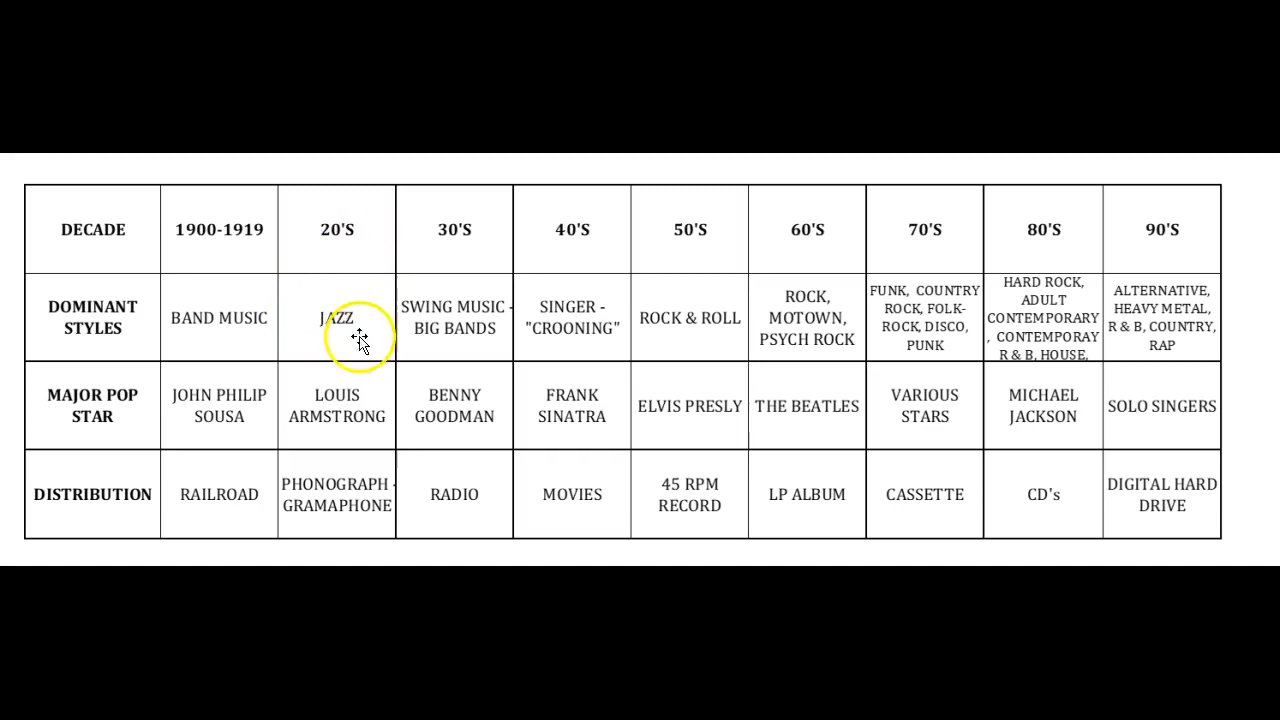 DECADE
1900-1919
20'S
30'S
40'S
50'S
60'S
70'S
80'S
90'S
DOMINANT
STYLES
BAND MUSIC
JAZZ
SWING MUSIC -
BIG BANDS
SINGER -
"CROONING"
ROCK & ROLL
ROCK,
MOTOWN,
PSYCH ROCK
FUNK, COUNTRY
ROCK, FOLK-
ROCK, DISCO,
PUNK
HARD ROCK,
ADULT
CONTEMPORARY
, CONTEMPORAY
R & B, HOUSE,
ALTERNATIVE,
HEAVY METAL,
R & B, COUNTRY,
RAP
MAJOR POP
STAR
JOHN PHILIP
SOUSA
LOUIS
ARMSTRONG
BENNY
GOODMAN
FRANK
SINATRA
ELVIS PRESLY
THE BEATLES
VARIOUS
STARS
MICHAEL
JACKSON
SOLO SINGERS
DISTRIBUTION
RAILROAD
PHONOGRAPH -
GRAMAPHONE
RADIO
MOVIES
45 RPM
RECORD
LP ALBUM
CASSETTE
CD's
DIGITAL HARD
DRIVE